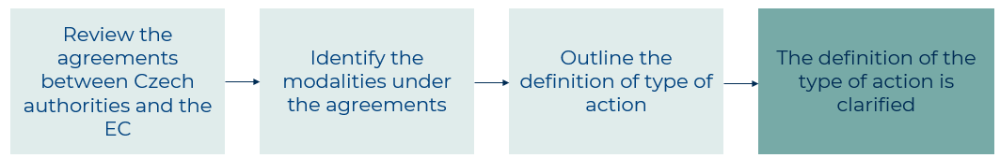 Review the
agreements
between Czech
authorities and the
EC
Identify the
modalities under
the agreements
Outline the
definition of type of
action
The definition of the
type of action is
clarified